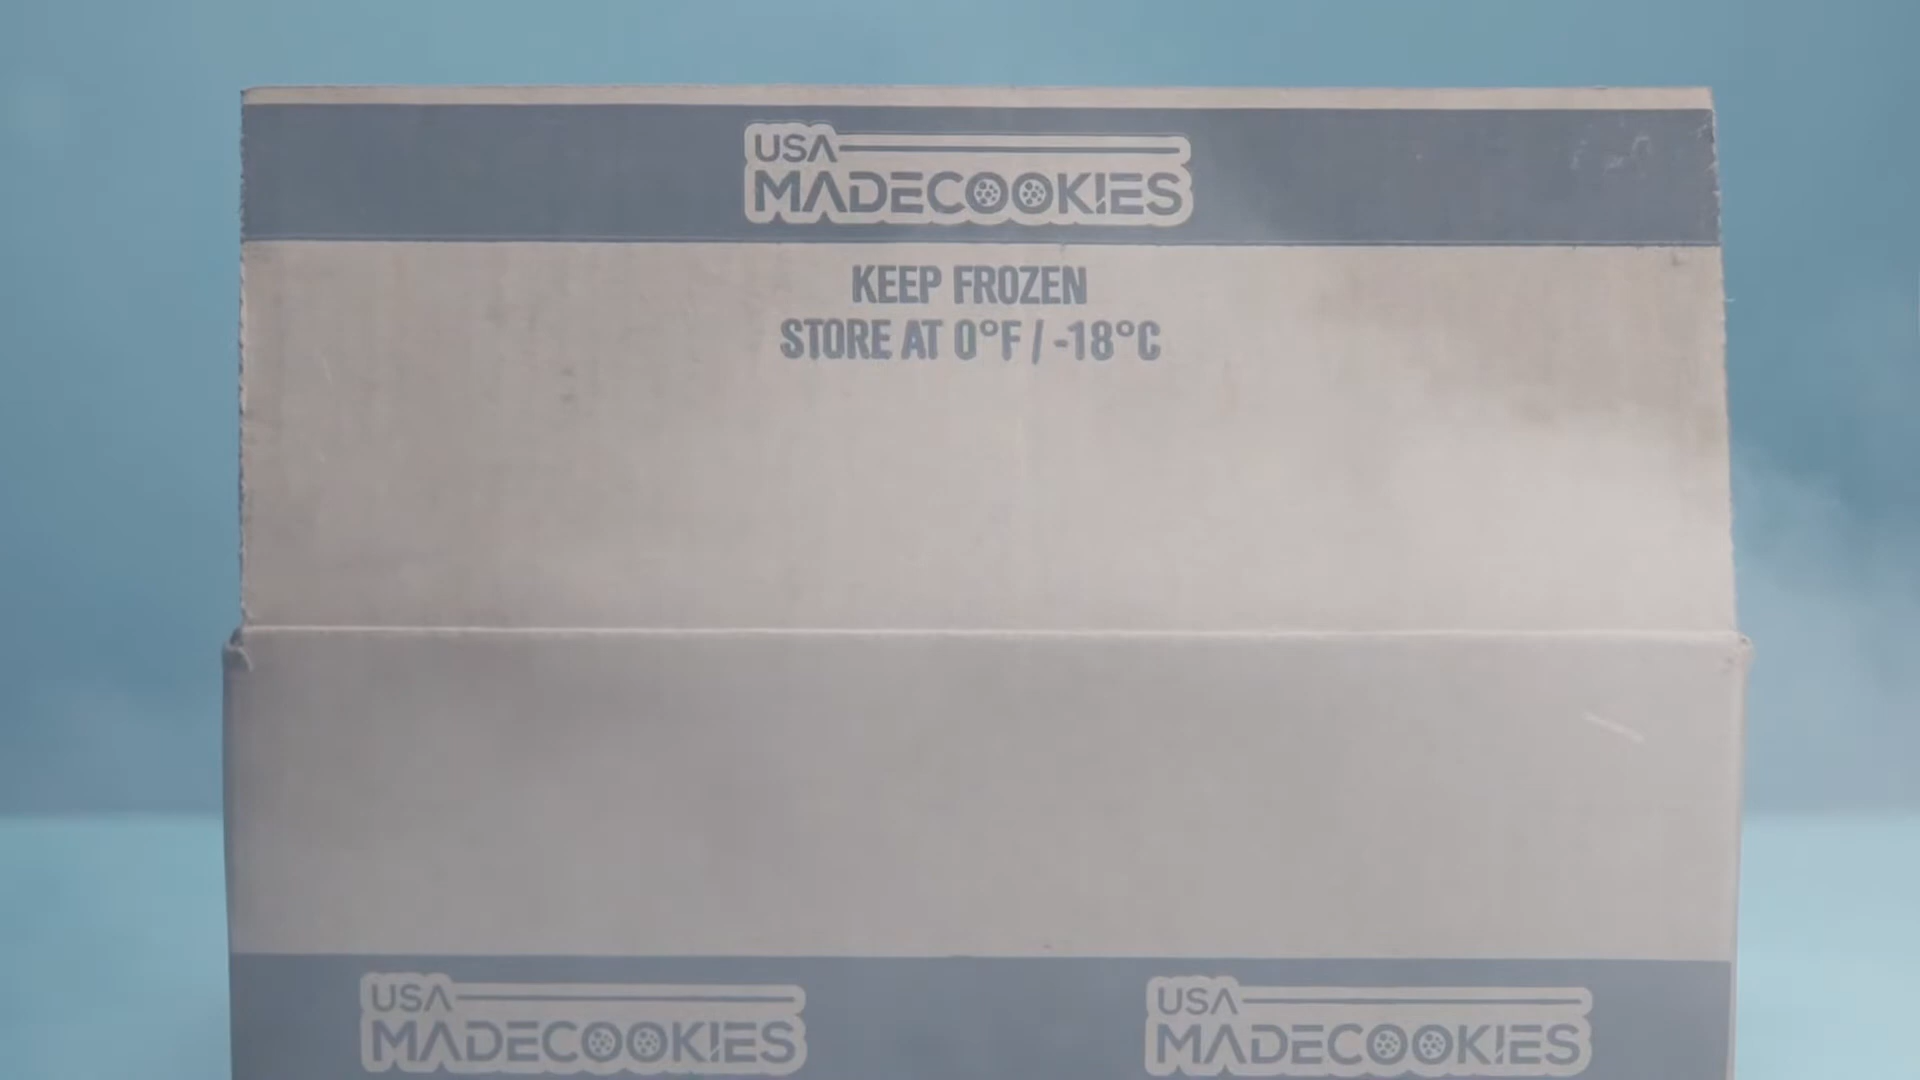 USA
MADECOOKIES
KEEP FROZEN
STORE AT 0°F / -18°C
USA
MADECOOKIES
USA
MADECOOKIES